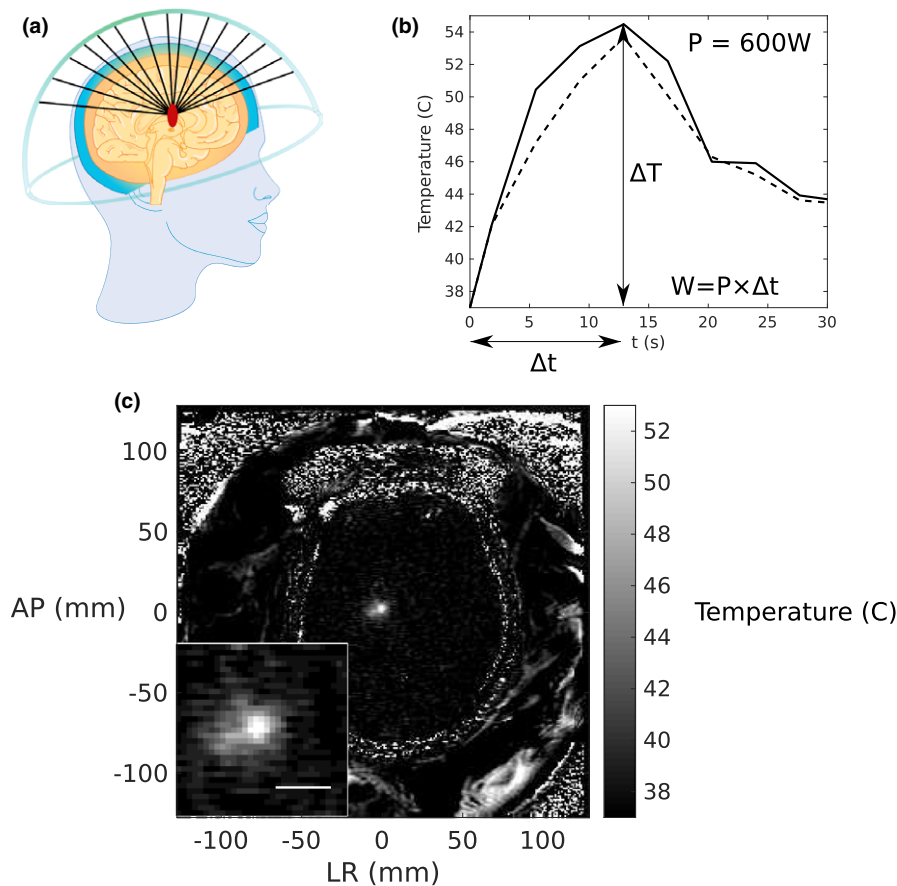 (a)
(b)
54
52
50
48
46
44
42
40
38
Temperature (C)
P = 600W
ΔT
W=P×Δt
0 5 10 15 20 25 30
t (s)
Δt
(c)
100
50
0
-50
-100
AP (mm)
-100 -50 0 50 100
LR (mm)
52
50
48
46
44
42
40
38
Temperature (C)